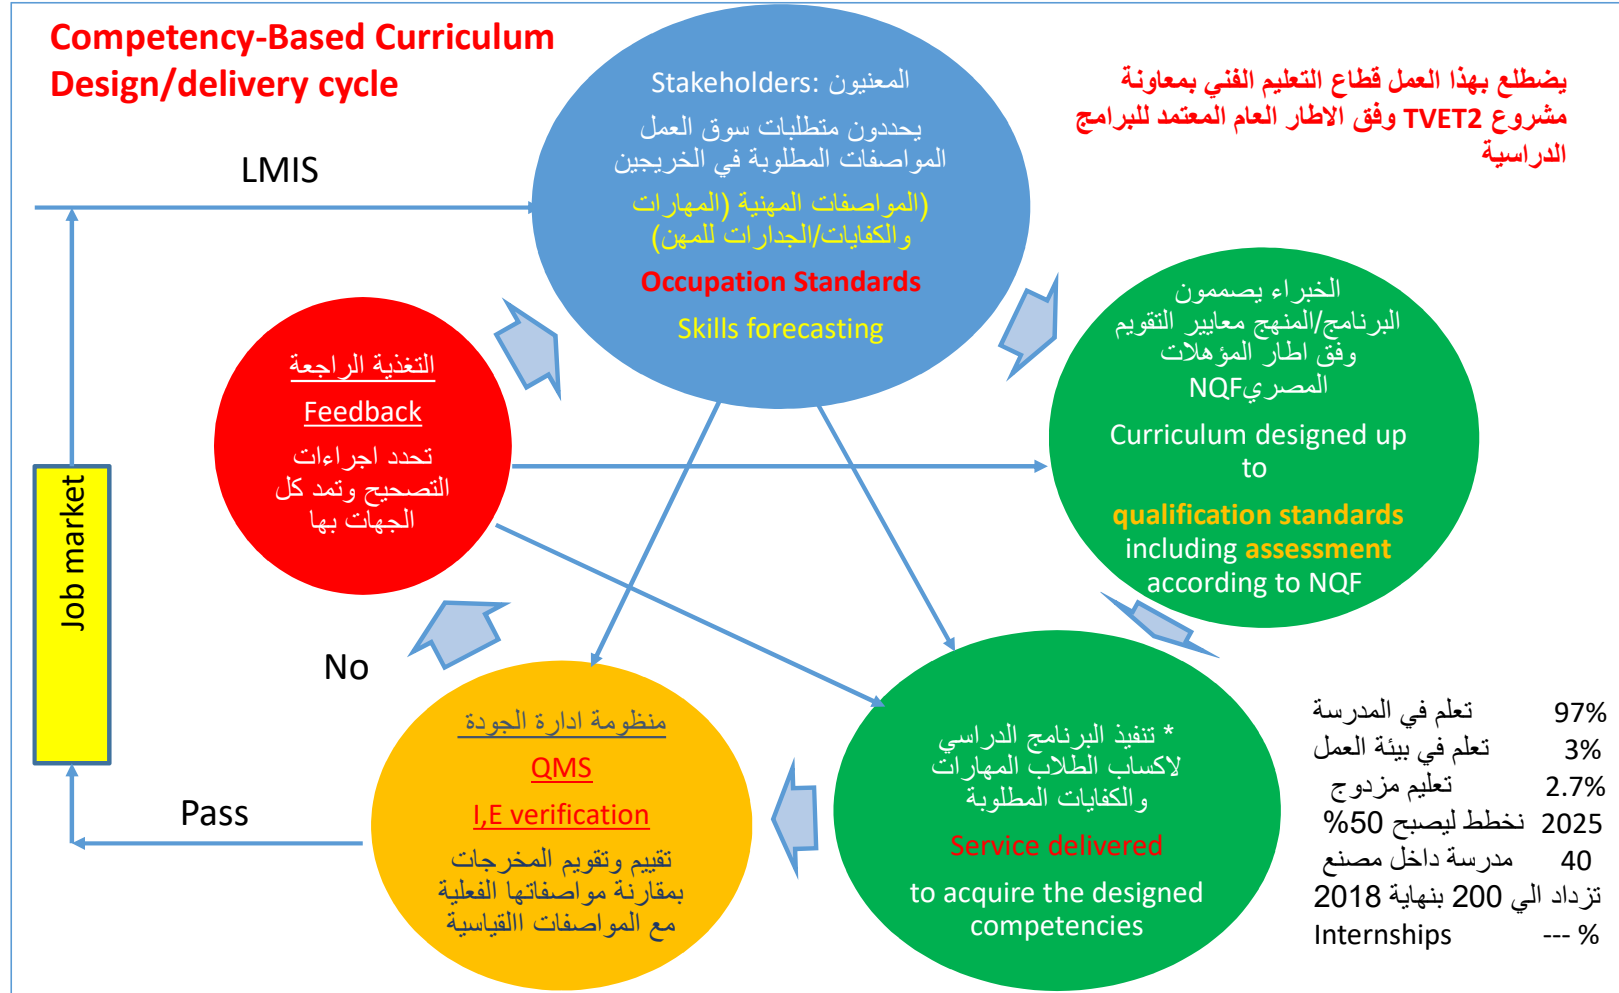 Competency-Based Curriculum
Design/delivery cycle
يضطلع بهذا العمل قطاع التعليم الفني بمعاونة
مشروع TVET2 وفق الاطار العام المعتمد للبرامج
الدراسية
LMIS
Stakeholders: المعنيون
يحددون متطلبات سوق العمل
المواصفات المطلوبة في الخريجين
(المواصفات المهنية (المهارات
والكفايات/الجدارات للمهن)
Occupation Standards
Skills forecasting
الخبراء يصممون
البرنامج/المنهج معايير التقويم
وفق اطار المؤهلات
المصريNQF
Curriculum designed up
to
qualification standards
including assessment
according to NQF
التغذية الراجعة
Feedback
تحدد اجراءات
التصحيح وتمد كل
الجهات بها
Job market
No
Pass
منظومة ادارة الجودة
QMS
I,E verification
تقييم وتقويم المخرجات
بمقارنة مواصفاتها الفعلية
مع المواصفات االقياسية
* تنفيذ البرنامج الدراسي
لاكساب الطلاب المهارات
والكفايات المطلوبة
Service delivered
to acquire the designed
competencies
97% تعلم في المدرسة
3% تعلم في بيئة العمل
2.7% تعليم مزدوج
2025 نخطط ليصبح 50%
40 مدرسة داخل مصنع
تزداد الي 200 بنهاية 2018
Internships --- %